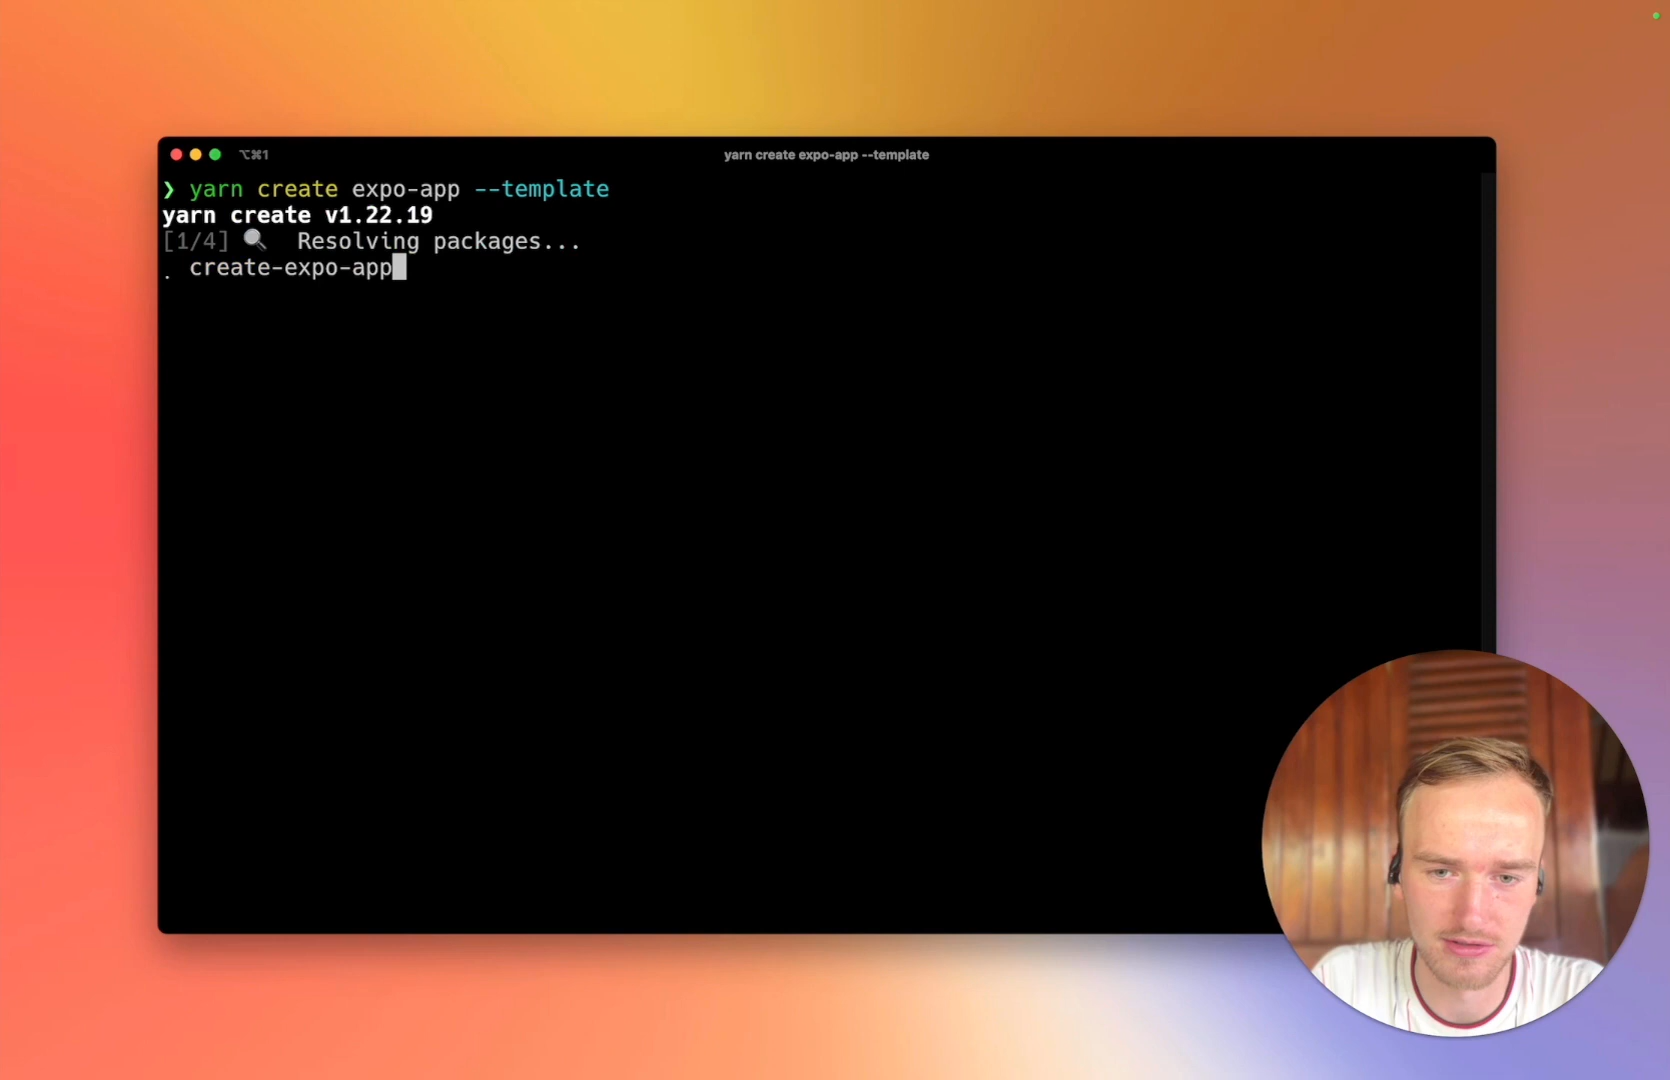 ⌥⌘1
yarn create expo-app --template
❯ yarn create expo-app --template
yarn create v1.22.19
[1/4] 🔍 Resolving packages...
. create-expo-app